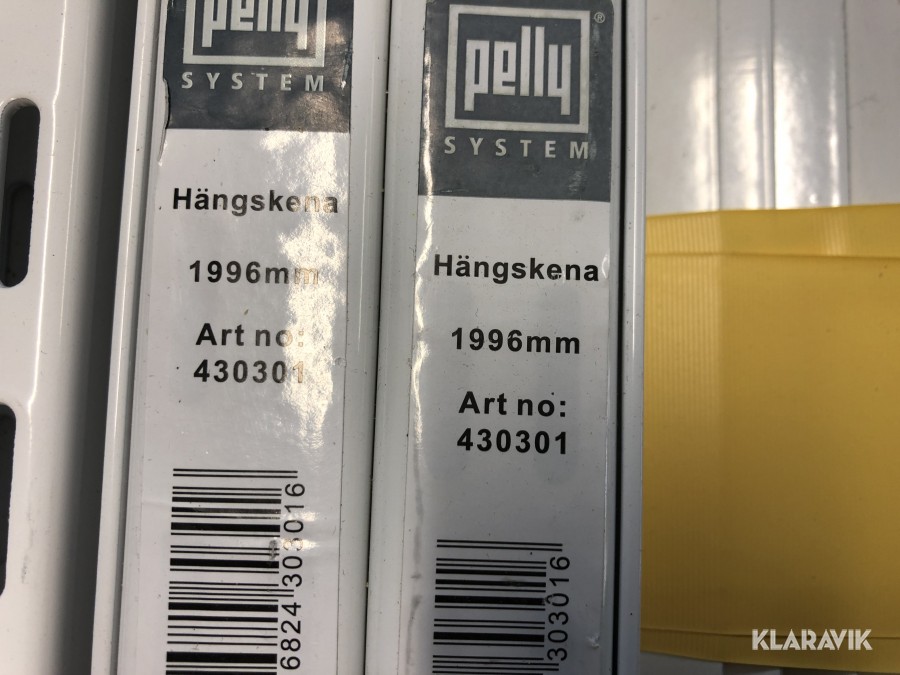 pelly
SYSTEM
Hängskena
1996mm
Art no:
430301
6824 303016
pelly®
SYSTEM
Hängskena
1996mm
Art no:
430301
303016
KLARAVIK